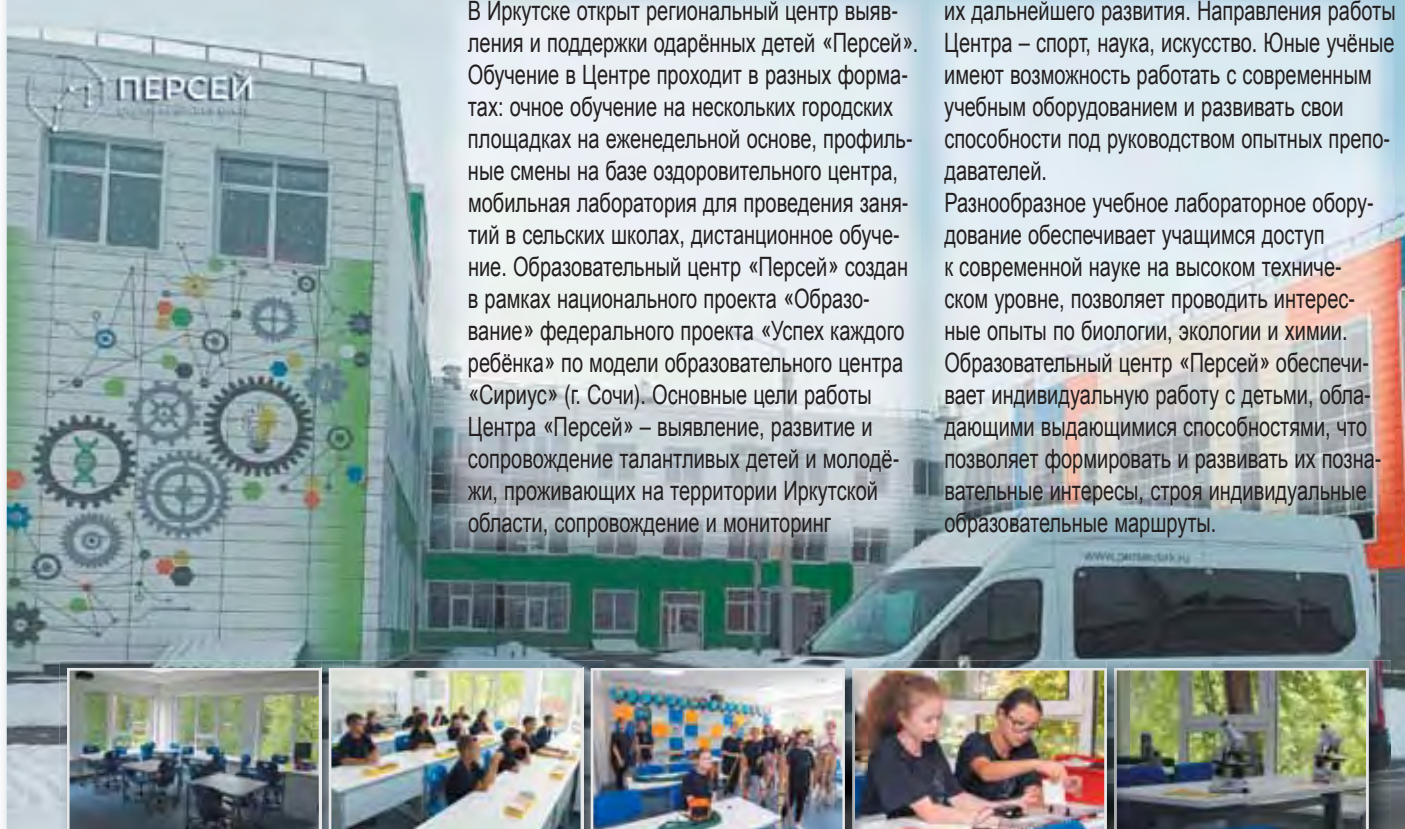 ПЕРСЕЙ
В Иркутске открыт региональный центр выяв-
ления и поддержки одарённых детей «Персей».
Обучение в Центре проходит в разных форма-
тах: очное обучение на нескольких городских
площадках на еженедельной основе, профиль-
ные смены на базе оздоровительного центра,
мобильная лаборатория для проведения заня-
тий в сельских школах, дистанционное обуче-
ние. Образовательный центр «Персей» создан
в рамках национального проекта «Образо-
вание» федерального проекта «Успех каждого
ребёнка» по модели образовательного центра
«Сириус» (г. Сочи). Основные цели работы
Центра «Персей» – выявление, развитие и
сопровождение талантливых детей и молодё-
жи, проживающих на территории Иркутской
области, сопровождение и мониторинг
их дальнейшего развития. Направления работы
Центра – спорт, наука, искусство. Юные учёные
имеют возможность работать с современным
учебным оборудованием и развивать свои
способности под руководством опытных препо-
давателей.
Разнообразное учебное лабораторное обору-
дование обеспечивает учащимся доступ
к современной науке на высоком техниче-
ском уровне, позволяет проводить интерес-
ные опыты по биологии, экологии и химии.
Образовательный центр «Персей» обеспечи-
вает индивидуальную работу с детьми, обла-
дающими выдающимися способностями, что
позволяет формировать и развивать их позна-
вательные интересы, строя индивидуальные
образовательные маршруты.